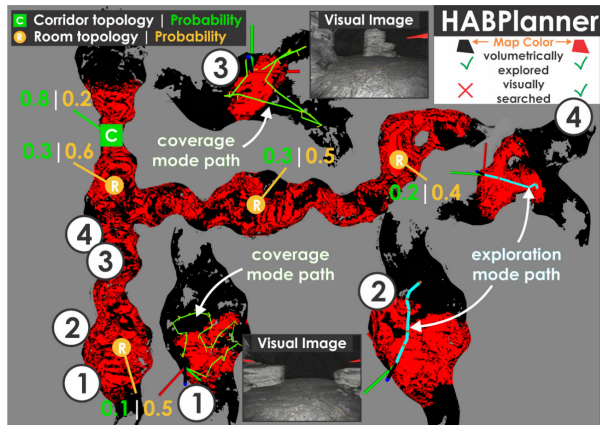 C Corridor topology | Probability
R Room topology | Probability
Visual Image
HABPlanner
Map Color
volumetrically
explored
visually
searched
3
4
0.8|0.2
C
coverage
mode path
0.3|0.6
R
0.3|0.5
R
R
0.2|0.4
4
3
coverage
mode path
exploration
mode path
2
2
Visual Image
R
1
1
0.1|0.5